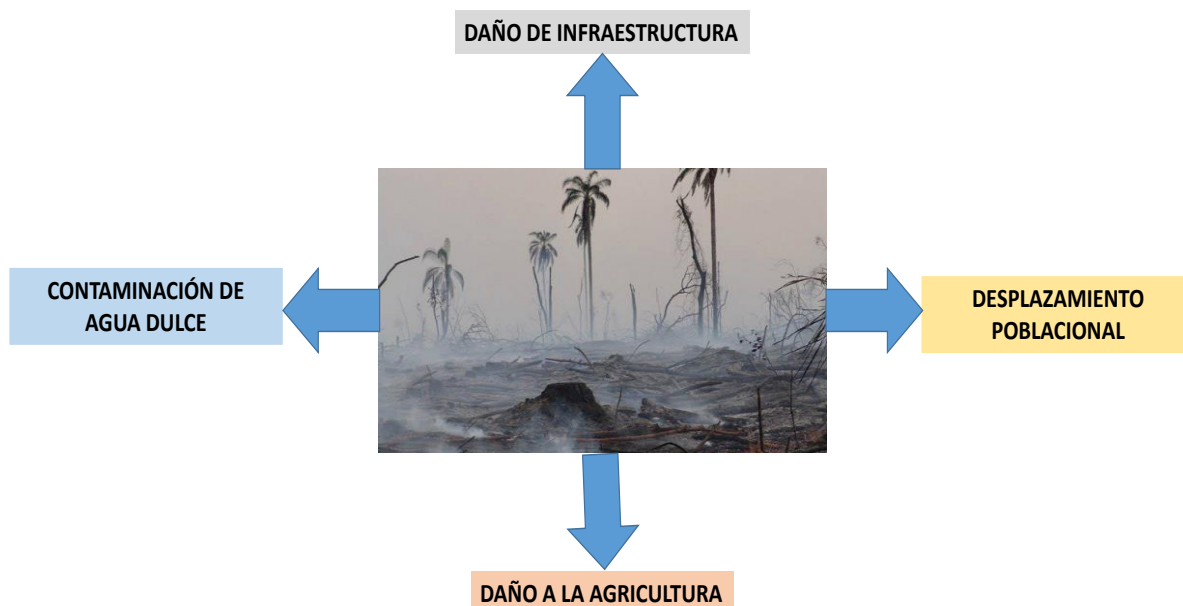 DAÑO DE INFRAESTRUCTURA
CONTAMINACIÓN DE
AGUA DULCE
DESPLAZAMIENTO
POBLACIONAL
DAÑO A LA AGRICULTURA